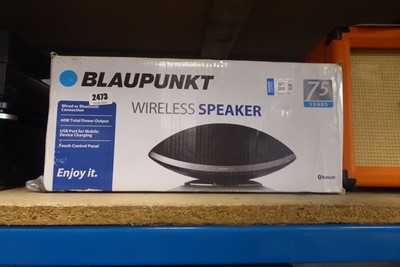 BLAUPUNKT
2473
WIRELESS SPEAKER
75
YEARS
Wired or Bluetooth
Connection
40W Total Power Output
USB Port for Mobile
Device Charging
Touch Control Panel
Enjoy it.
Bluetooth